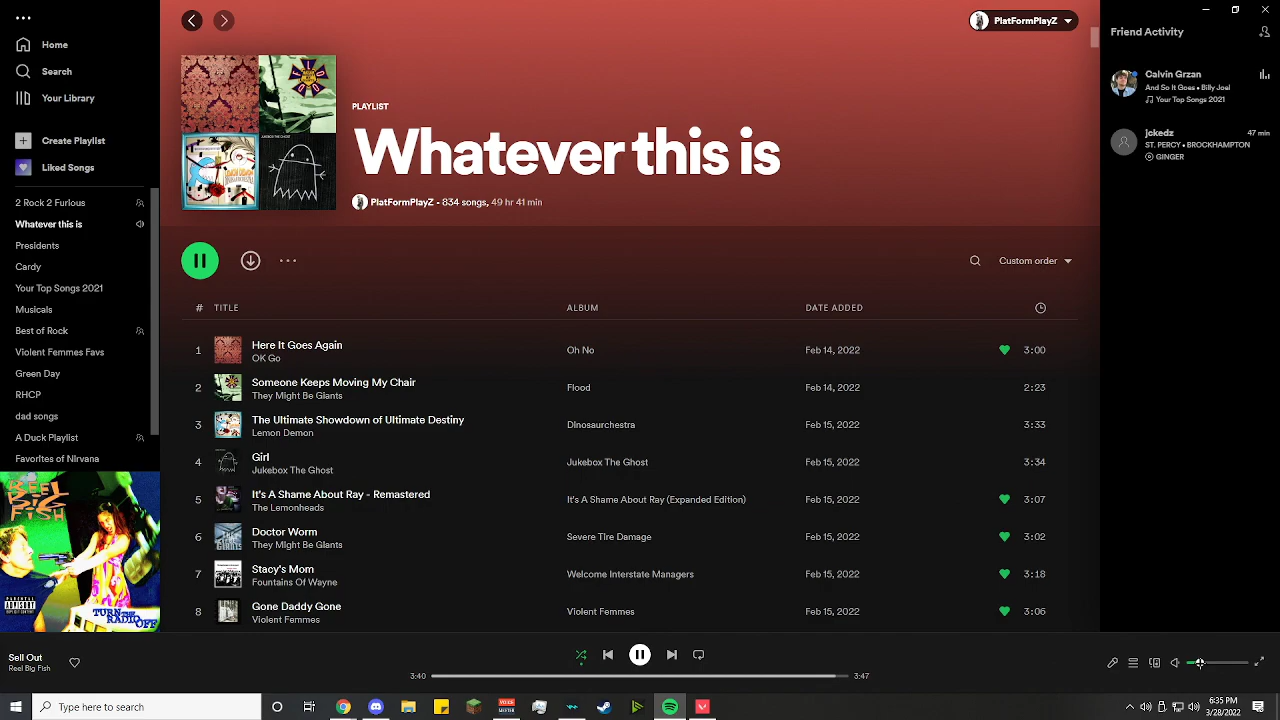 Home
Search
Your Library
Create Playlist
Liked Songs
2 Rock 2 Furious
Whatever this is
Presidents
Cardy
Your Top Songs 2021
Musicals
Best of Rock
Violent Femmes Favs
Green Day
RHCP
dad songs
A Duck Playlist
Favorites of Nirvana
REEL
BIG
FISH
PARENTAL
ADVISORY
EXPLICIT CONTENT
TURN THE
RADIO OFF
PlatFormPlayZ
PLAYLIST
Whatever this is
PlatFormPlayZ • 834 songs, 49 hr 41 min
Custom order
# TITLE ALBUM DATE ADDED
1 Here It Goes Again Oh No Feb 14, 2022 3:00
OK Go
2 Someone Keeps Moving My Chair Flood Feb 14, 2022 2:23
They Might Be Giants
3 The Ultimate Showdown of Ultimate Destiny Dinosaurchestra Feb 15, 2022 3:33
Lemon Demon
4 Girl Jukebox The Ghost Feb 15, 2022 3:34
Jukebox The Ghost
5 It's A Shame About Ray - Remastered It's A Shame About Ray (Expanded Edition) Feb 15, 2022 3:07
The Lemonheads
6 Doctor Worm Severe Tire Damage Feb 15, 2022 3:02
They Might Be Giants
7 Stacy's Mom Welcome Interstate Managers Feb 15, 2022 3:18
Fountains Of Wayne
8 Gone Daddy Gone Violent Femmes Feb 15, 2022 3:06
Violent Femmes
Friend Activity
Calvin Grzan
And So It Goes • Billy Joel
Your Top Songs 2021
Jckedz 47 min
ST. PERCY • BROCKHAMPTON
GINGER
Sell Out
Reel Big Fish
3:40 3:47
Type here to search
6:35 PM
3/28/2022